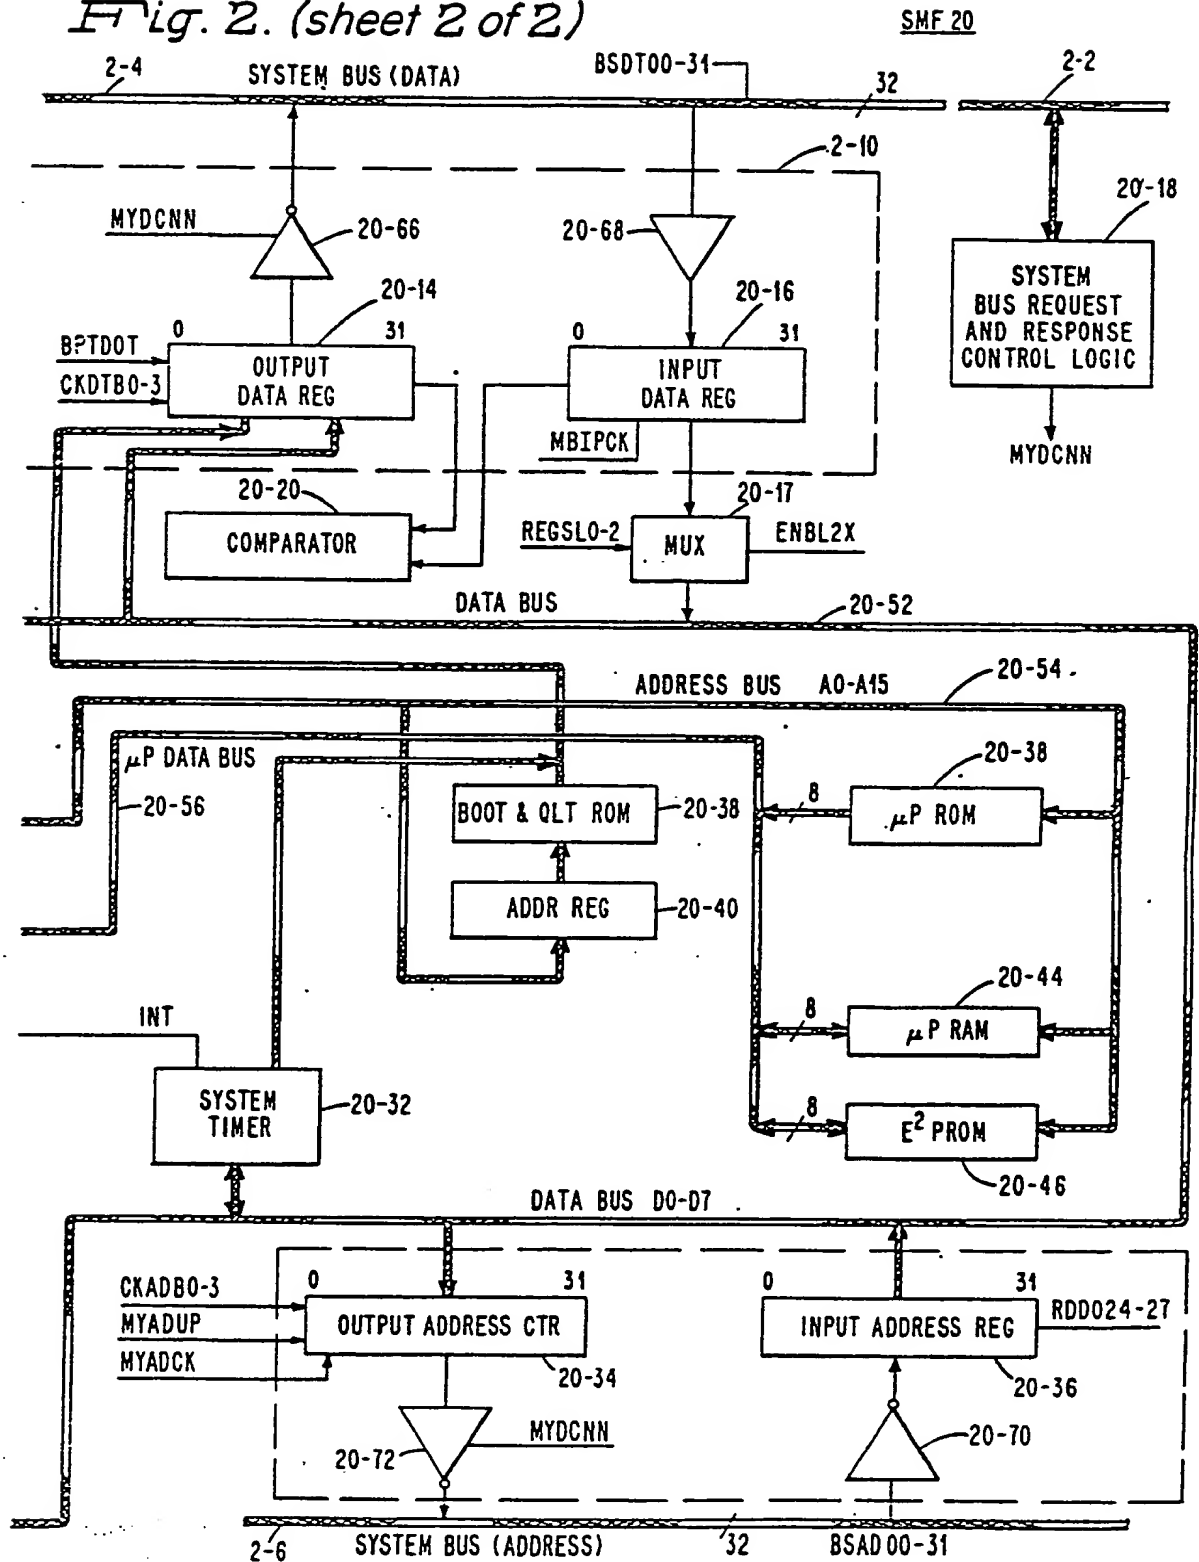 Fig. 2. (sheet 2 of 2)
SMF 20
2-4
SYSTEM BUS (DATA)
BSDT00-31
32
2-2
2-10
20-18
MYDCNN
20-66
20-68
SYSTEM
BUS REQUEST
AND RESPONSE
CONTROL LOGIC
20-14
20-16
0
31
0
31
BPTDOT
CKDTB0-3
OUTPUT
DATA REG
INPUT
DATA REG
MBIPCK
MYDCNN
20-20
20-17
COMPARATOR
REGSL0-2
MUX
ENBL2X
DATA BUS
20-52
ADDRESS BUS A0-A15
20-54
μP DATA BUS
20-56
20-38
8
BOOT & QLT ROM
20-38
μP ROM
ADDR REG
20-40
20-44
8
μP RAM
INT
SYSTEM
TIMER
20-32
8
E2 PROM
20-46
DATA BUS D0-D7
0
31
0
31
CKADB0-3
MYADUP
MYADCK
OUTPUT ADDRESS CTR
INPUT ADDRESS REG
RDD024-27
20-34
20-36
20-72
MYDCNN
20-70
2-6
SYSTEM BUS (ADDRESS)
32
BSAD00-31